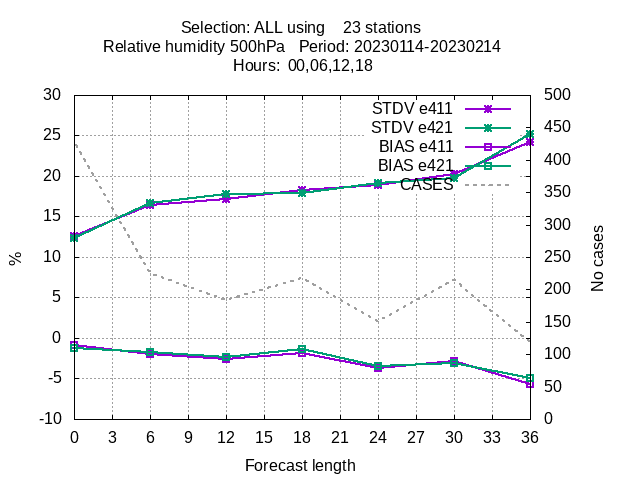 Selection: ALL using    23 stations
Relative humidity 500hPa   Period: 20230114-20230214
Hours:  00,06,12,18
STDV e411
STDV e421
BIAS e411
BIAS e421
CASES
30
25
20
15
10
5
0
-5
-10
%
500
450
400
350
300
250
200
150
100
50
0
No cases
0 3 6 9 12 15 18 21 24 27 30 33 36
Forecast length